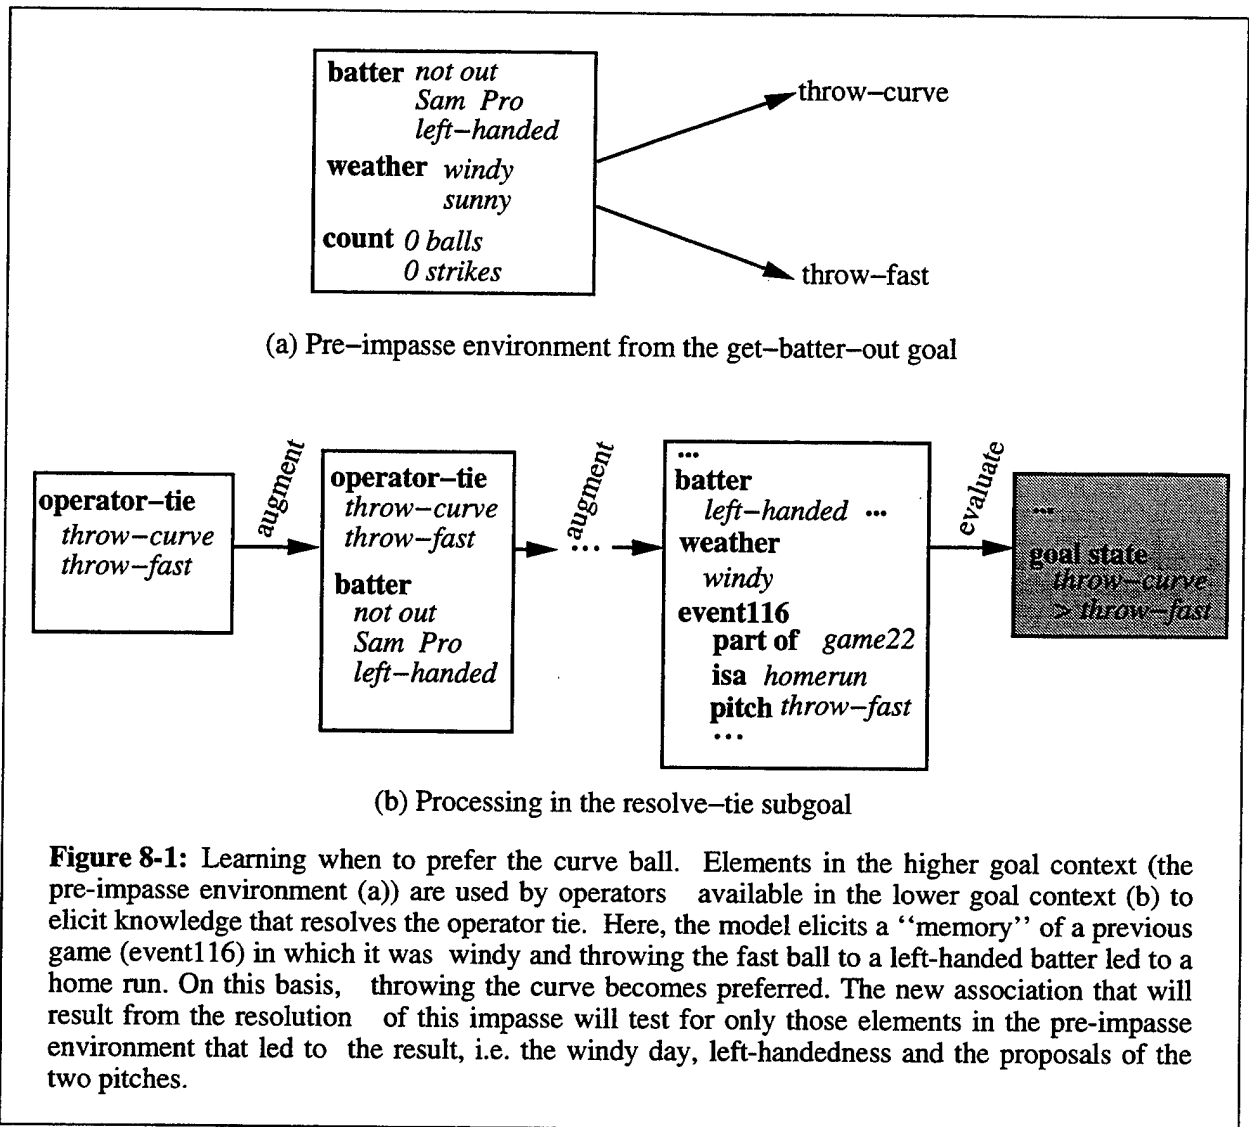 batter not out
Sam Pro
left–handed
weather windy
sunny
count 0 balls
0 strikes
throw–curve
throw–fast
(a) Pre–impasse environment from the get–batter–out goal
operator–tie
throw–curve
throw–fast
augment
operator–tie
throw–curve
throw–fast
batter
not out
Sam Pro
left–handed
augment
...
...
batter
left–handed ...
weather
windy
event116
part of game22
isa homerun
pitch throw–fast
...
evaluate
...
goal state
throw–curve
> throw–fast
(b) Processing in the resolve–tie subgoal
Figure 8-1: Learning when to prefer the curve ball. Elements in the higher goal context (the
pre-impasse environment (a)) are used by operators available in the lower goal context (b) to
elicit knowledge that resolves the operator tie. Here, the model elicits a ‘‘memory’’ of a previous
game (event116) in which it was windy and throwing the fast ball to a left-handed batter led to a
home run. On this basis, throwing the curve becomes preferred. The new association that will
result from the resolution of this impasse will test for only those elements in the pre-impasse
environment that led to the result, i.e. the windy day, left-handedness and the proposals of the
two pitches.